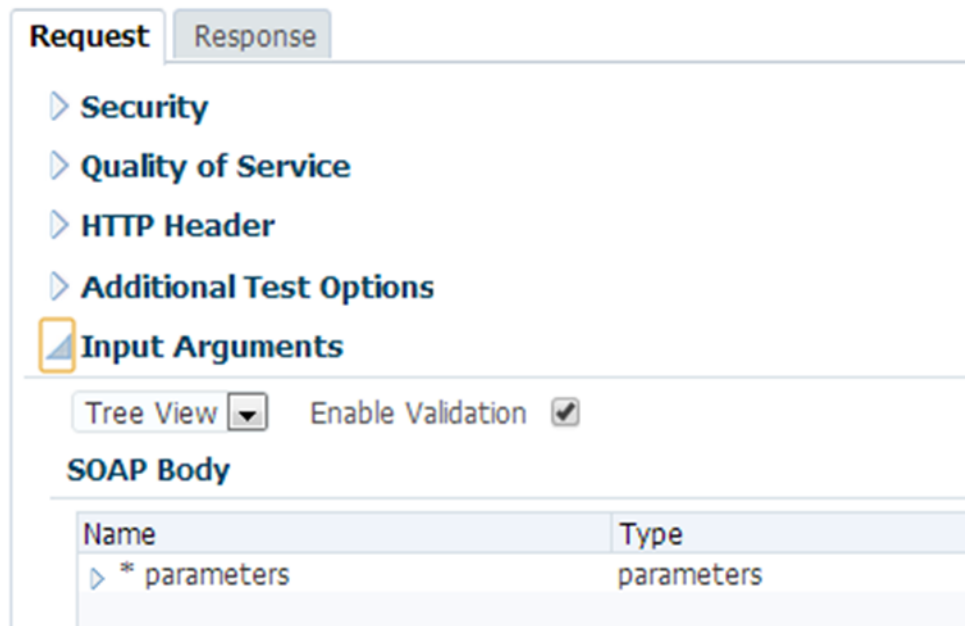 Request Response
Security
Quality of Service
HTTP Header
Additional Test Options
Input Arguments
Tree View Enable Validation
SOAP Body
Name Type
* parameters parameters